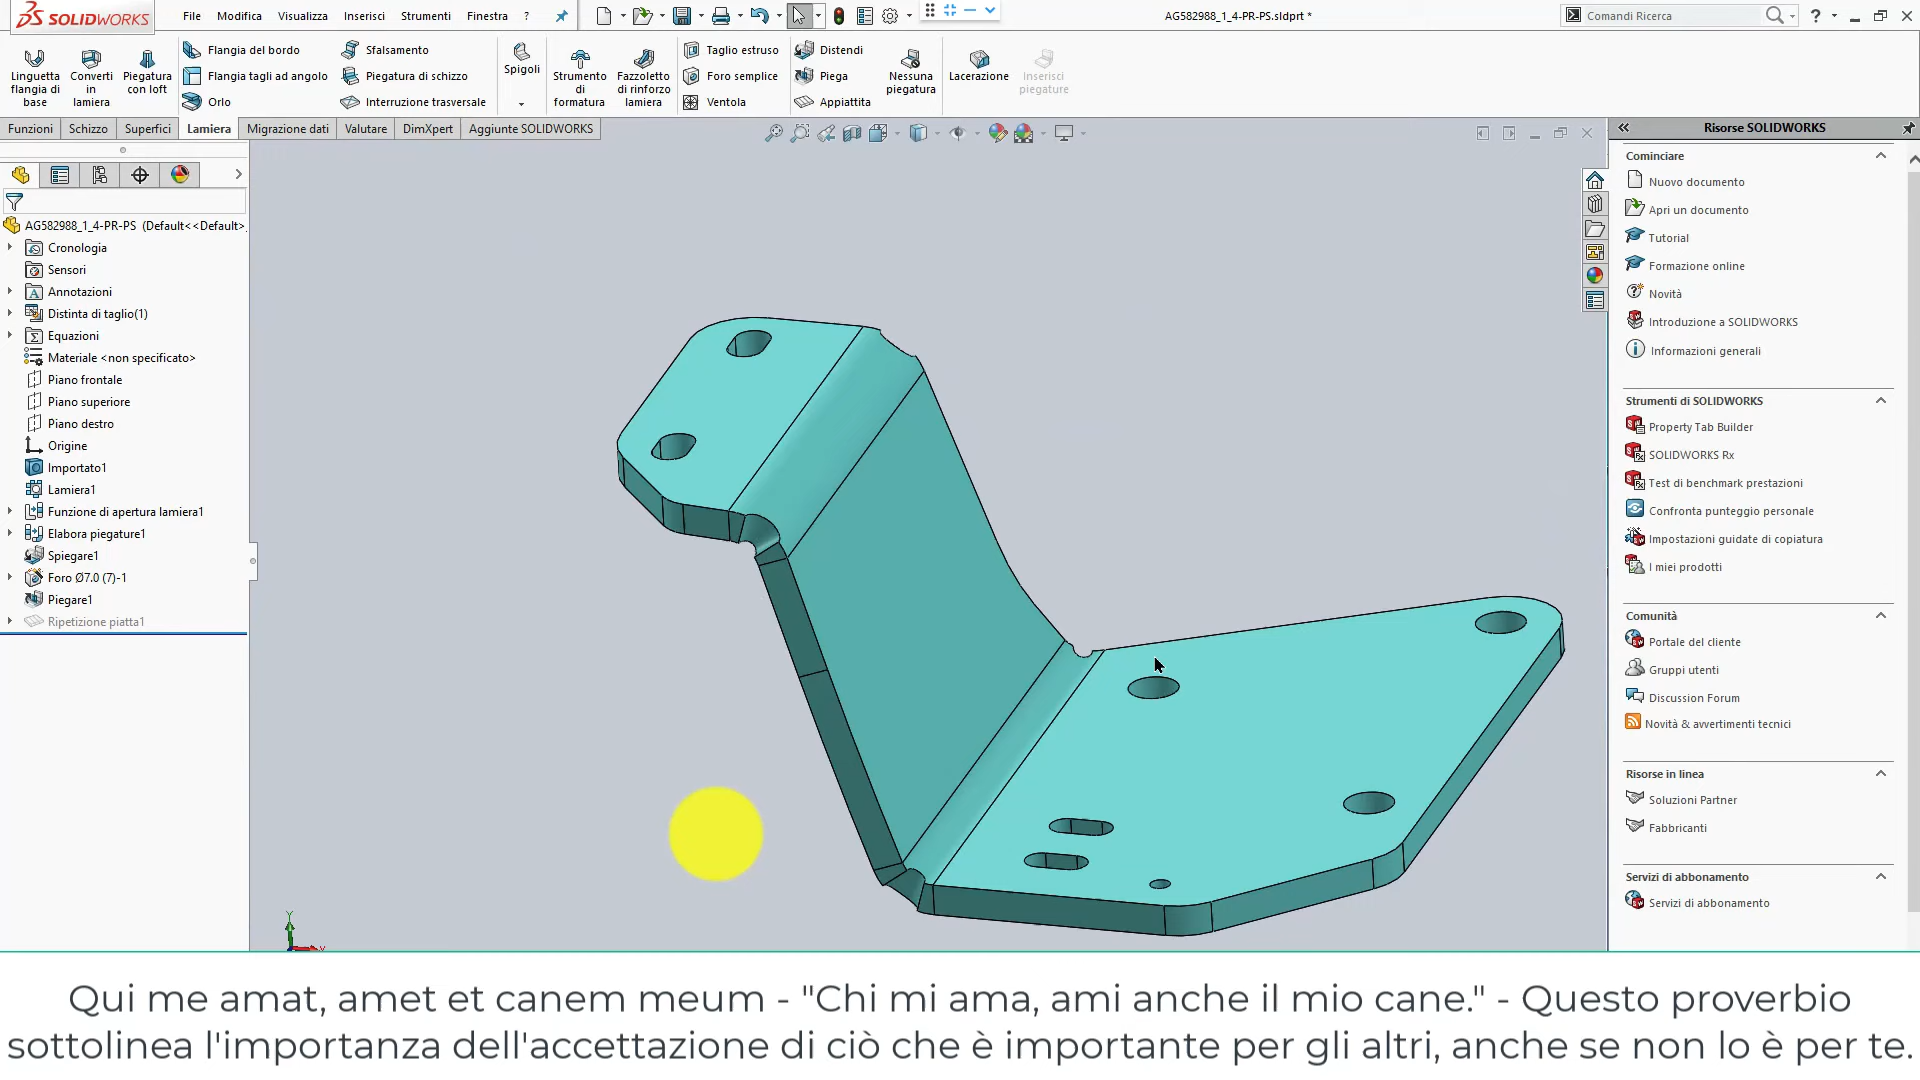 SOLIDWORKS
File Modifica Visualizza Inserisci Strumenti Finestra ?
AG582988_1_4-PR-PS.sldprt *
Comandi Ricerca
?
Linguetta flangia di base
Converti in lamiera
Piegatura con loft
Flangia del bordo
Flangia tagli ad angolo
Orlo
Sfalsamento
Piegatura di schizzo
Interruzione trasversale
Spigoli
Strumento di formatura
Fazzoletto di rinforzo lamiera
Taglio estruso
Foro semplice
Ventola
Distendi
Piega
Appiattita
Nessuna piegatura
Lacerazione
Inserisci piegature
Funzioni Schizzo Superfici Lamiera Migrazione dati Valutare DimXpert Aggiunte SOLIDWORKS
AG582988_1_4-PR-PS (Default<<Default>
Cronologia
Sensori
Annotazioni
Distinta di taglio(1)
Equazioni
Materiale <non specificato>
Piano frontale
Piano superiore
Piano destro
Origine
Importato1
Lamiera1
Funzione di apertura lamiera1
Elabora piegature1
Spiegare1
Foro Ø7.0 (7)-1
Piegare1
Ripetizione piatta1
Y
Risorse SOLIDWORKS
Cominciare
Nuovo documento
Apri un documento
Tutorial
Formazione online
Novità
Introduzione a SOLIDWORKS
Informazioni generali
Strumenti di SOLIDWORKS
Property Tab Builder
SOLIDWORKS Rx
Test di benchmark prestazioni
Confronta punteggio personale
Impostazioni guidate di copiatura
I miei prodotti
Comunità
Portale del cliente
Gruppi utenti
Discussion Forum
Novità & avvertimenti tecnici
Risorse in linea
Soluzioni Partner
Fabbricanti
Servizi di abbonamento
Servizi di abbonamento
Qui me amat, amet et canem meum - "Chi mi ama, ami anche il mio cane." - Questo proverbio
sottolinea l'importanza dell'accettazione di ciò che è importante per gli altri, anche se non lo è per te.